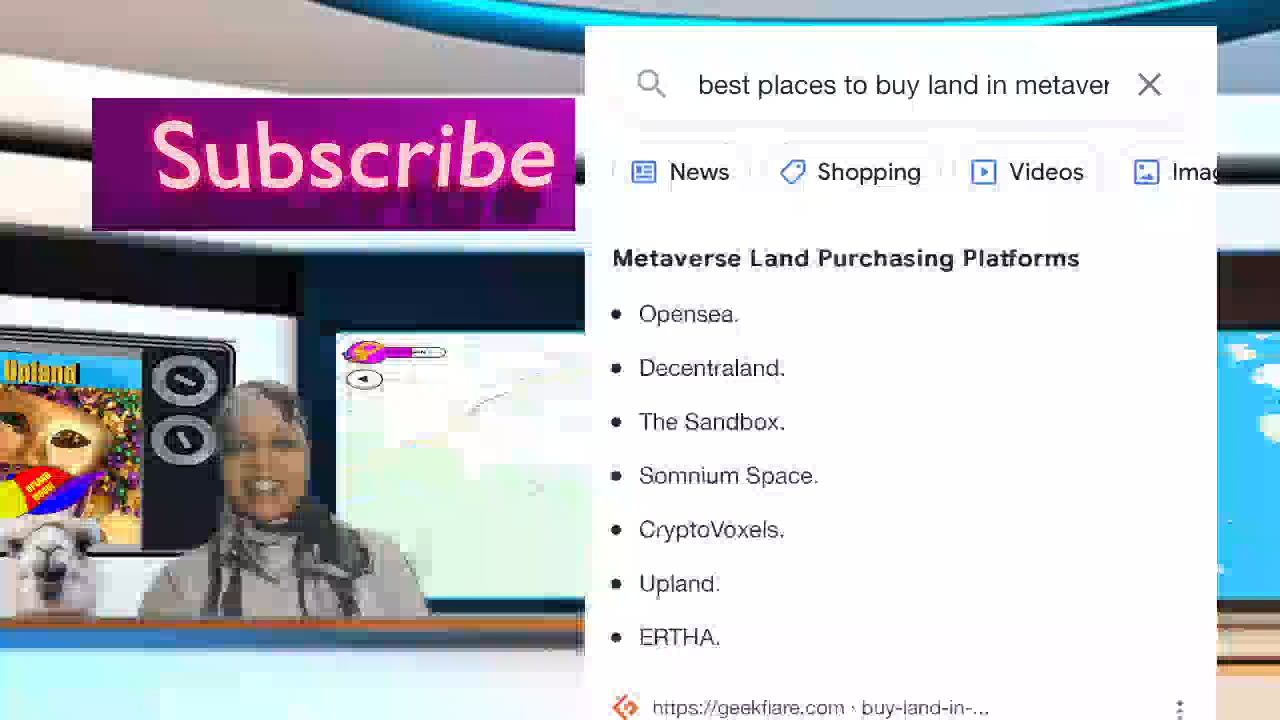 best places to buy land in metaver
Subscribe
News
Shopping
Videos
Imag
Metaverse Land Purchasing Platforms
Opensea.
Decentraland.
The Sandbox.
Somnium Space.
CryptoVoxels.
Upland
Upland.
ERTHA.
https://geekflare.com › buy-land-in-...